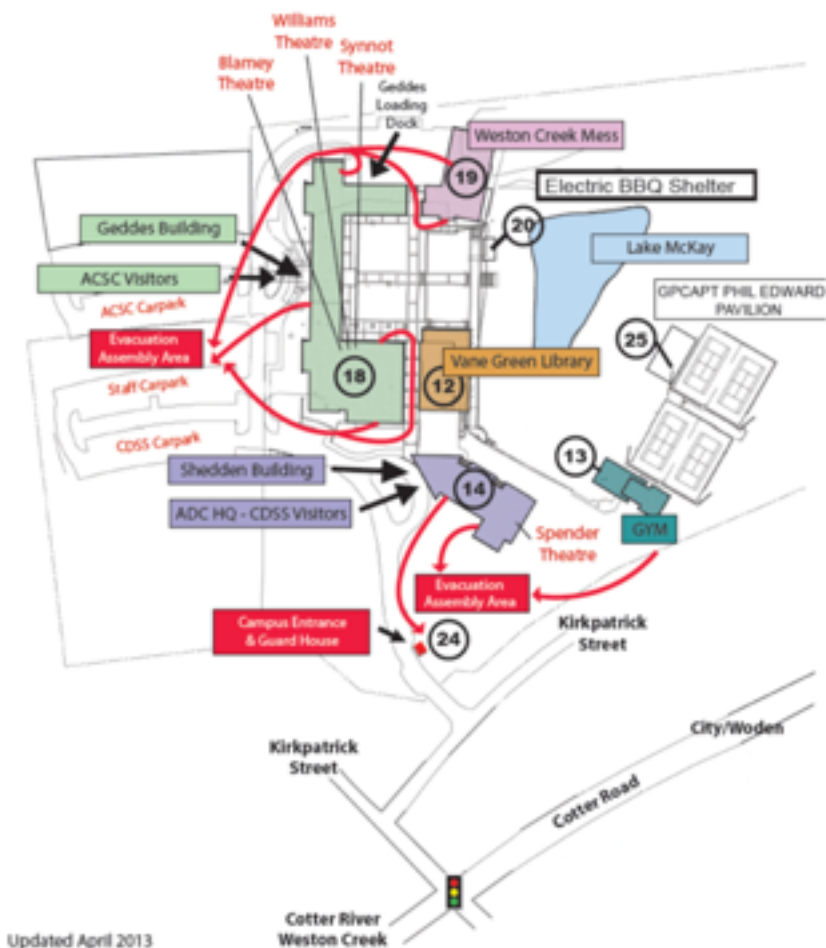 Williams
Theatre
Synnot
Theatre
Blamey
Theatre
Geddes
Loading
Dock
Weston Creek Mess
19
Electric BBQ Shelter
20
Geddes Building
Lake McKay
ACSC Visitors
GPCAPT PHIL EDWARD
PAVILION
ACSC Carpark
Evacuation
Assembly Area
25
Vane Green Library
18
12
Staff Carpark
CDSS Carpark
Shedden Building
13
14
ADC HQ - CDSS Visitors
GYM
Spender
Theatre
Evacuation
Assembly Area
Campus Entrance
& Guard House
24
Kirkpatrick
Street
City/Woden
Kirkpatrick
Street
Cotter Road
Cotter River
Weston Creek
Updated April 2013